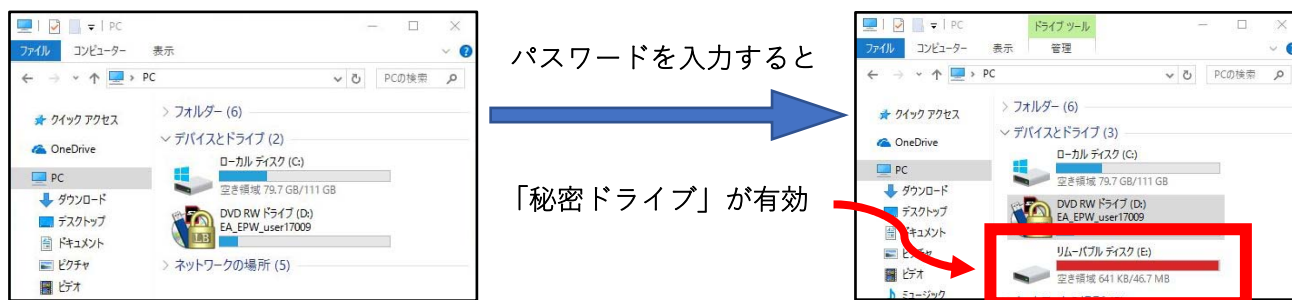 PC
ファイル コンピューター 表示
PC PCの検索
クイック アクセス
OneDrive
PC
ダウンロード
デスクトップ
ドキュメント
ピクチャ
ビデオ
フォルダー (6)
デバイスとドライブ (2)
ローカル ディスク (C:)
空き領域 79.7 GB/111 GB
DVD RW ドライブ (D:)
EA_EPW_user17009
LB
ネットワークの場所 (5)
パスワードを入力すると
「秘密ドライブ」が有効
PC ドライブ ツール
ファイル コンピューター 表示 管理
PC PCの検索
クイック アクセス
OneDrive
PC
ダウンロード
デスクトップ
ドキュメント
ビデオ
ミュージック
フォルダー (6)
デバイスとドライブ (3)
ローカル ディスク (C:)
空き領域 79.7 GB/111 GB
DVD RW ドライブ (D:)
EA_EPW_user17009
リムーバブル ディスク (E:)
空き領域 641 KB/46.7 MB